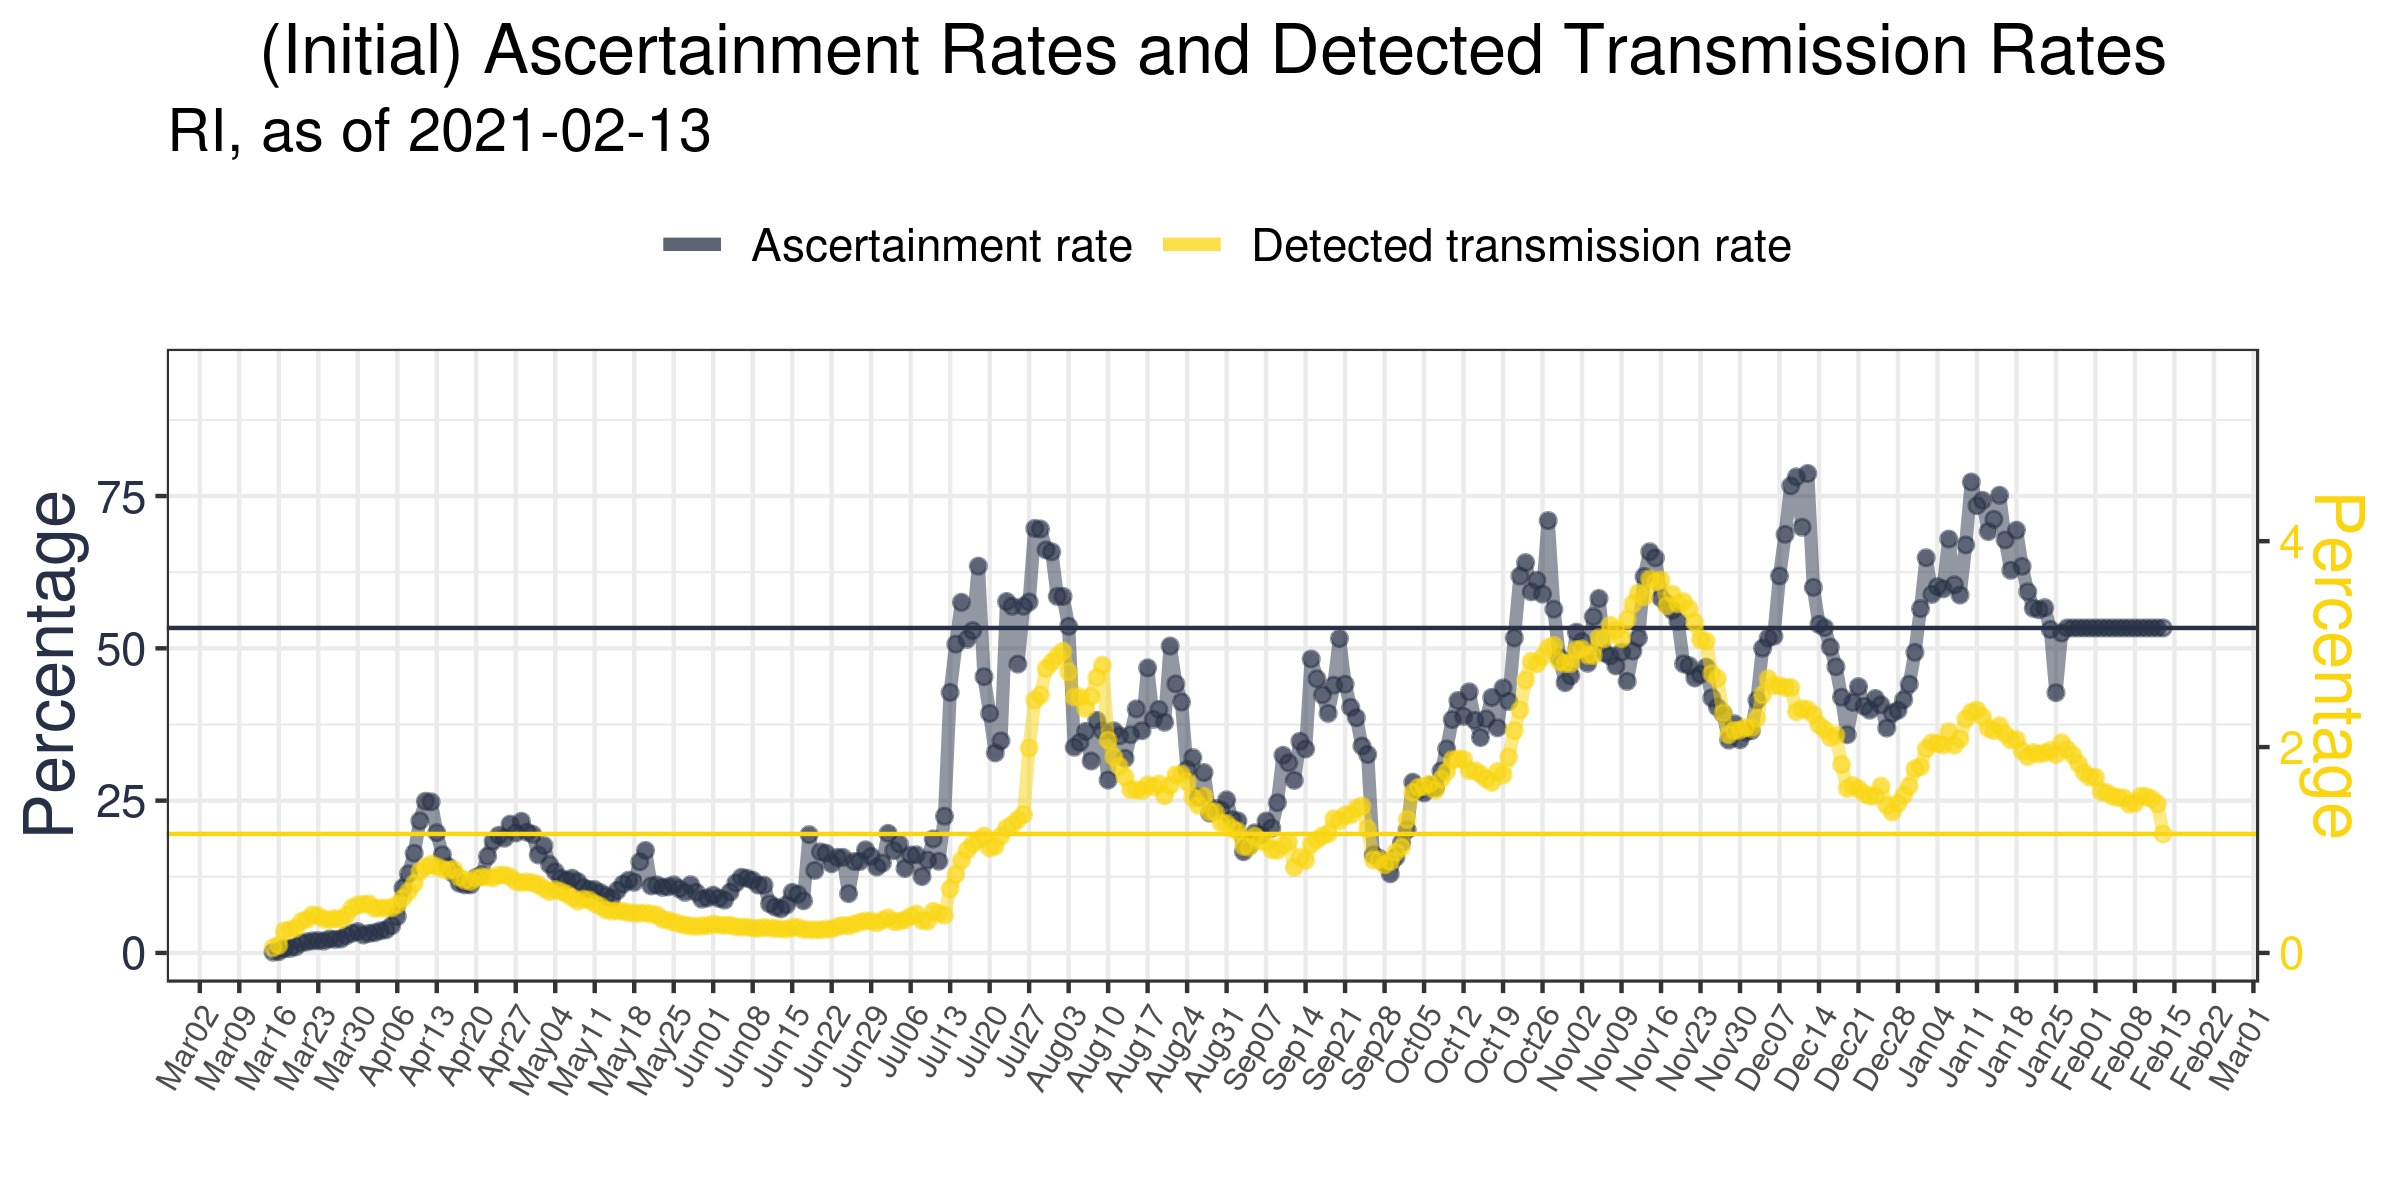 (Initial) Ascertainment Rates and Detected Transmission Rates
RI, as of 2021-02-13
Ascertainment rate
Detected transmission rate
Percentage
75
50
25
0
4
2
0
Percentage
Mar02
Mar09
Mar16
Mar23
Mar30
Apr06
Apr13
Apr20
Apr27
May04
May11
May18
May25
Jun01
Jun08
Jun15
Jun22
Jun29
Jul06
Jul13
Jul20
Jul27
Aug03
Aug10
Aug17
Aug24
Aug31
Sep07
Sep14
Sep21
Sep28
Oct05
Oct12
Oct19
Oct26
Nov02
Nov09
Nov16
Nov23
Nov30
Dec07
Dec14
Dec21
Dec28
Jan04
Jan11
Jan18
Jan25
Feb01
Feb08
Feb15
Feb22
Mar01